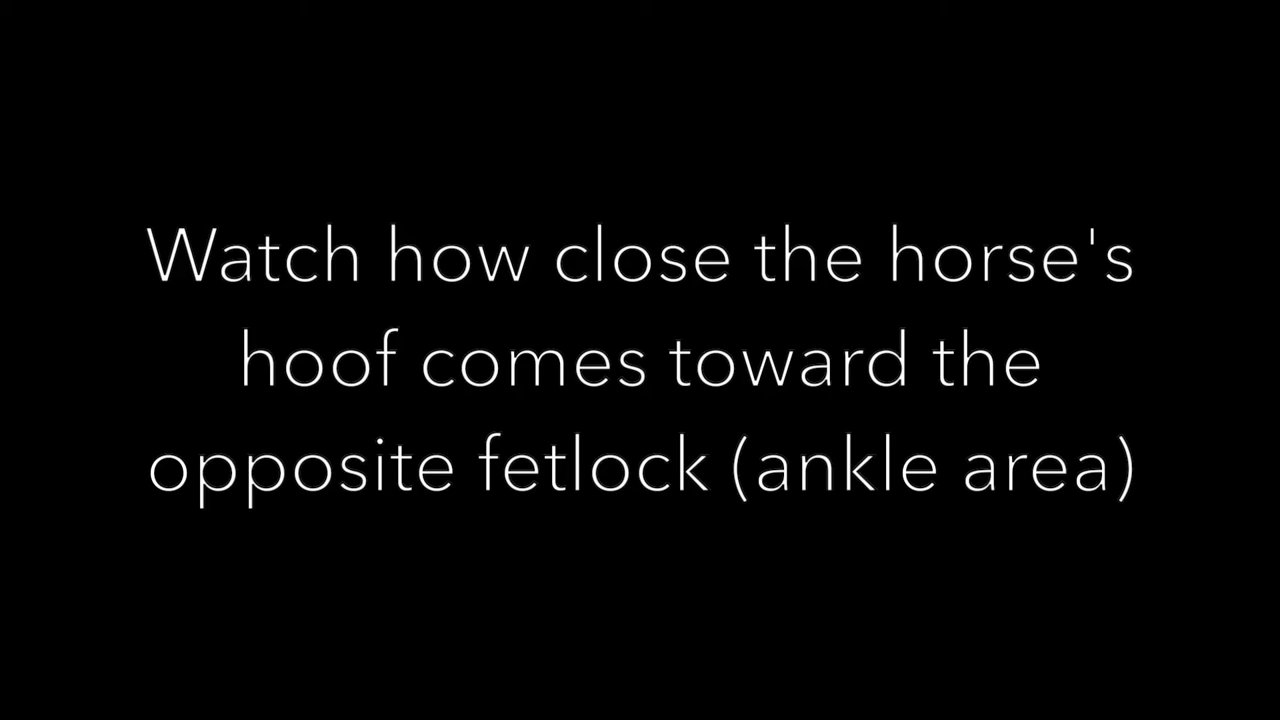 Watch how close the horse's
hoof comes toward the
opposite fetlock (ankle area)